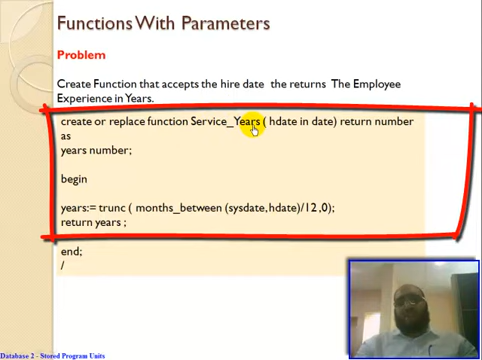 Functions With Parameters
Problem
Create Function that accepts the hire date the returns The Employee
Experience in Years.
create or replace function Service_Years ( hdate in date) return number
as
years number;
begin
years:= trunc ( months_between (sysdate,hdate)/12 ,0);
return years ;
end;
/
Database 2 - Stored Program Units